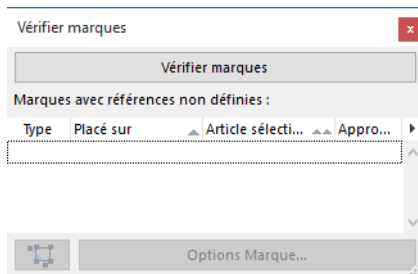 Vérifier marques
Vérifier marques
Marques avec références non définies :
Type Placé sur Article sélecti... Appro...
Options Marque...